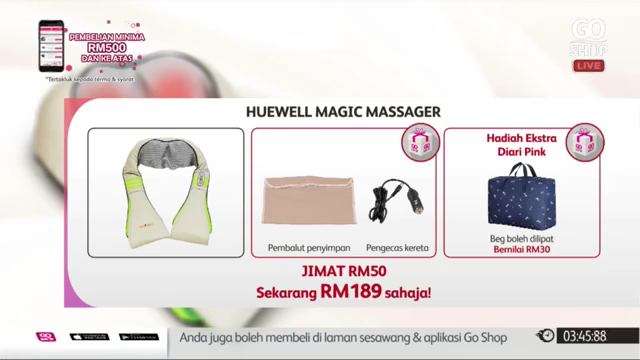 PEMBELIAN MINIMA
RM500
DAN KE ATAS
*Tertakluk kepada terma & syarat
GO
SHOP
LIVE
HUEWELL MAGIC MASSAGER
Hadiah Ekstra
Diari Pink
Pembalut penyimpan
Pengecas kereta
Beg boleh dilipat
Bernilai RM30
JIMAT RM50
Sekarang RM189 sahaja!
Anda juga boleh membeli di laman sesawang & aplikasi Go Shop
03:45:88